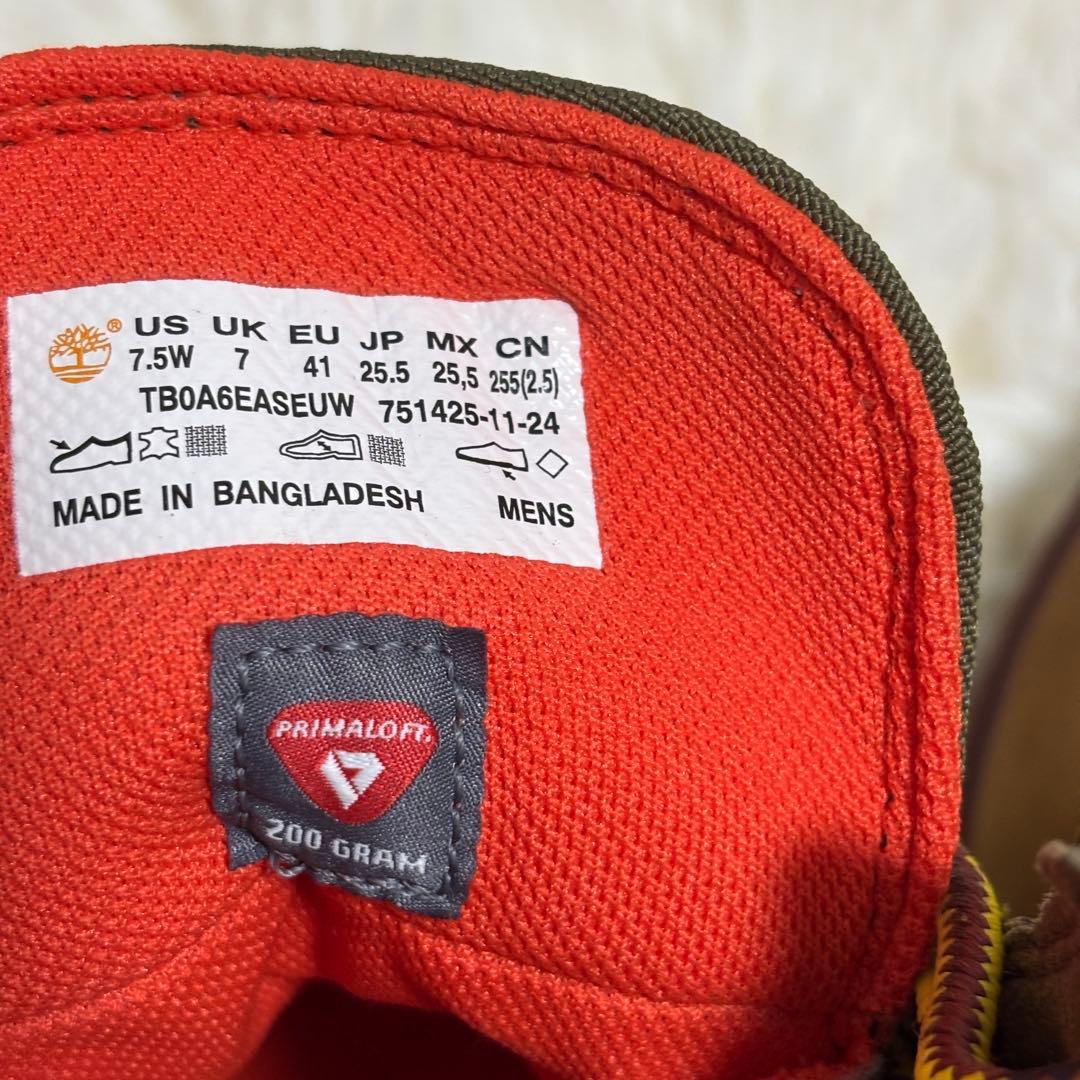 ® US UK EU JP MX CN
7.5W 7 41 25.5 25,5 255(2.5)
TB0A6EASEUW 751425-11-24
MADE IN BANGLADESH MENS
PRIMALOFT.
200 GRAM